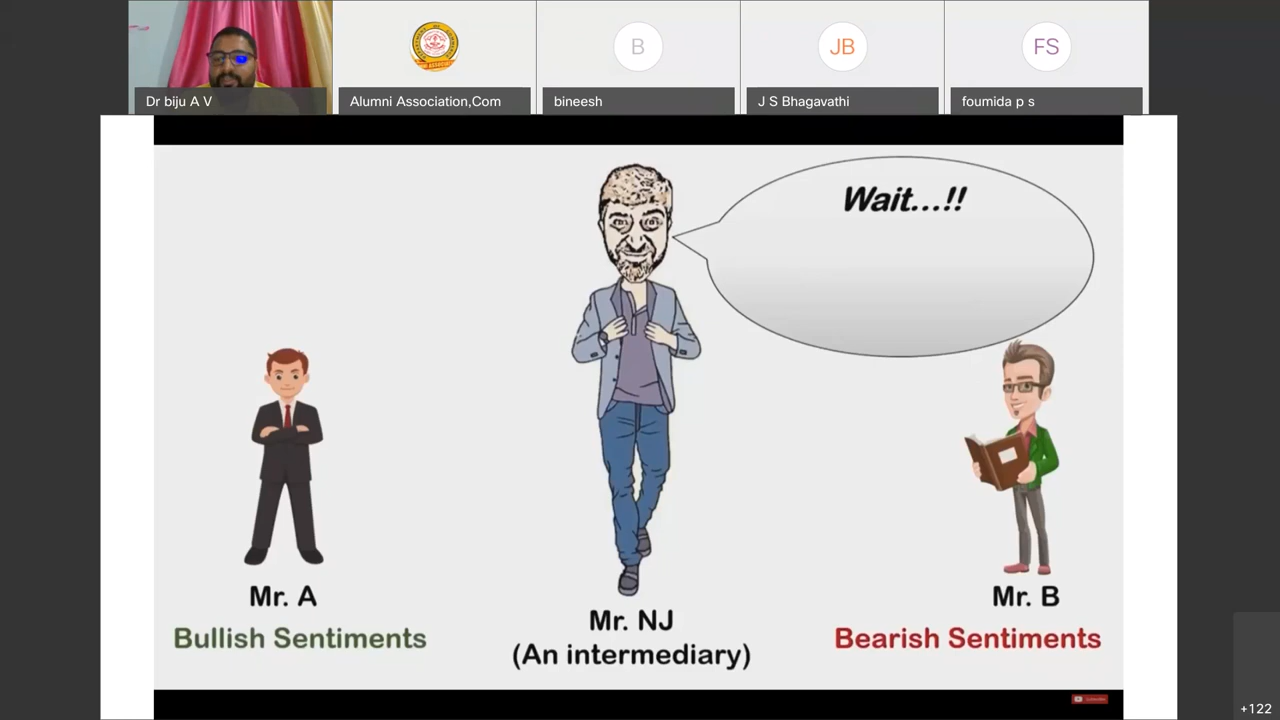 Dr biju A V
Alumni Association,Com
B
bineesh
JB
J S Bhagavathi
FS
foumida p s
Wait...!!
Mr. A
Bullish Sentiments
Mr. NJ
(An intermediary)
Mr. B
Bearish Sentiments
+122